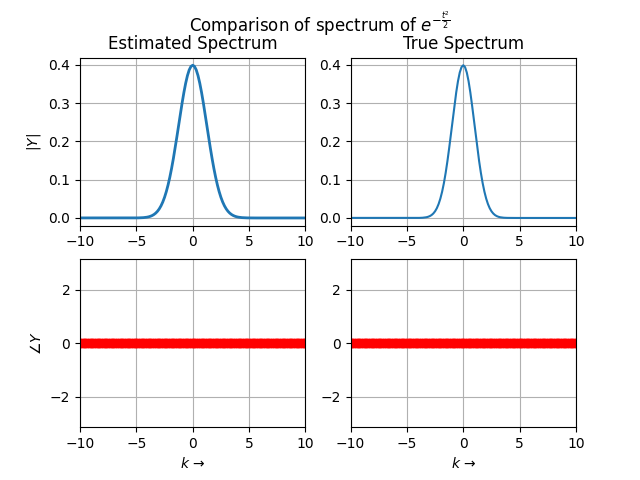 Comparison of spectrum of $e^{-\frac{t^2}{2}}$
Estimated Spectrum
True Spectrum
|Y|
0.4
0.3
0.2
0.1
0.0
−10 −5 0 5 10
0.4
0.3
0.2
0.1
0.0
−10 −5 0 5 10
∠Y
2
0
−2
−10 −5 0 5 10
k →
2
0
−2
−10 −5 0 5 10
k →